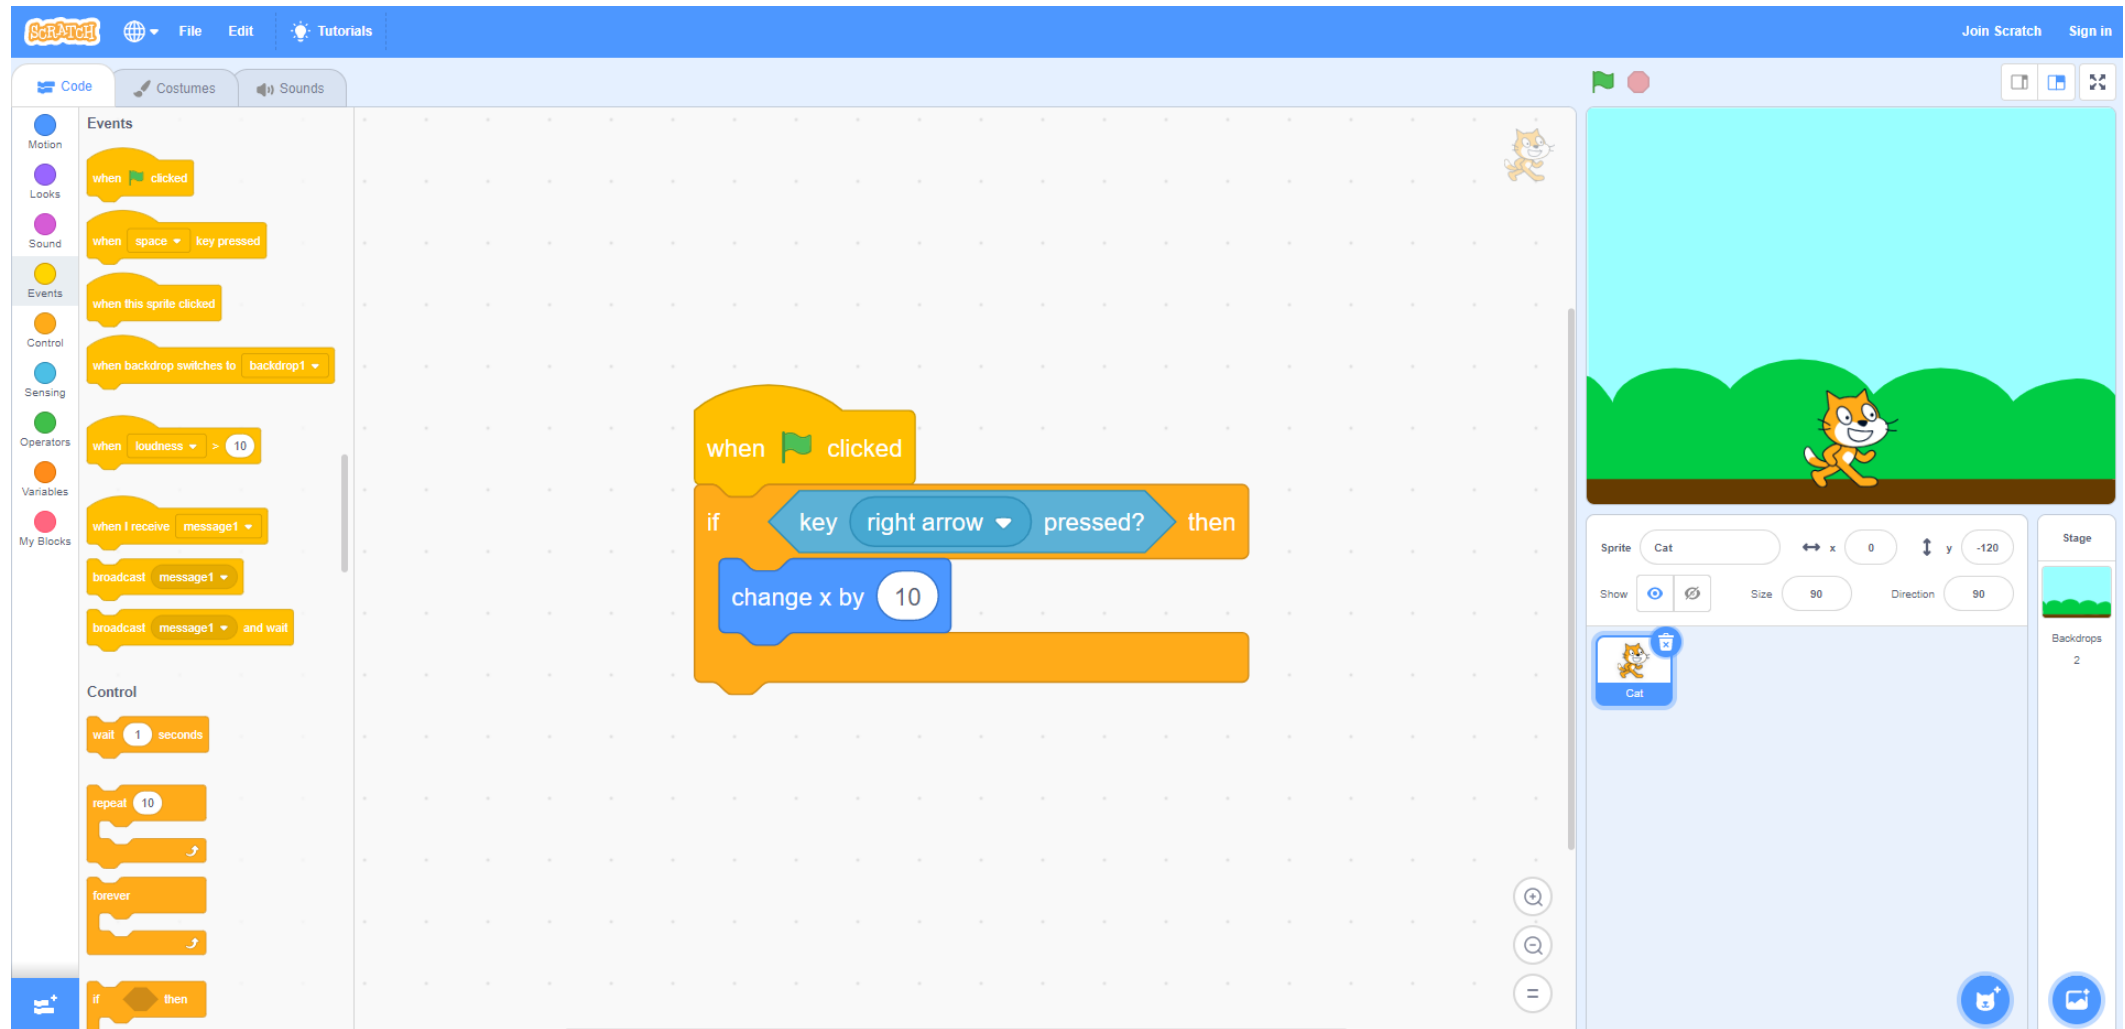 SCRATCH File Edit Tutorials Join Scratch Sign in
Code Costumes Sounds
Motion
Looks
Sound
Events
Control
Sensing
Operators
Variables
My Blocks
Events
when clicked
when space key pressed
when this sprite clicked
when backdrop switches to backdrop1
when loudness > 10
when I receive message1
broadcast message1
broadcast message1 and wait
Control
wait 1 seconds
repeat 10
forever
if then
when clicked
if key right arrow pressed? then
change x by 10
Sprite Cat x 0 y -120
Show Size 90 Direction 90
Cat
Stage
Backdrops
2